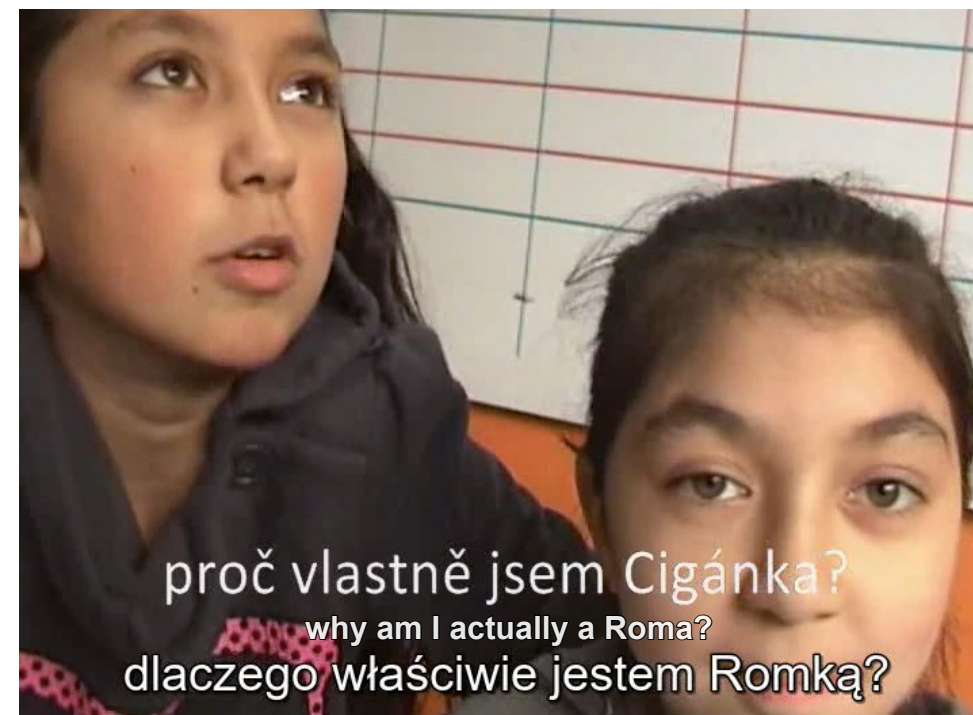 proč vlastně jsem Cigánka?
why am I actually a Roma?
dlaczego właściwie jestem Romką?